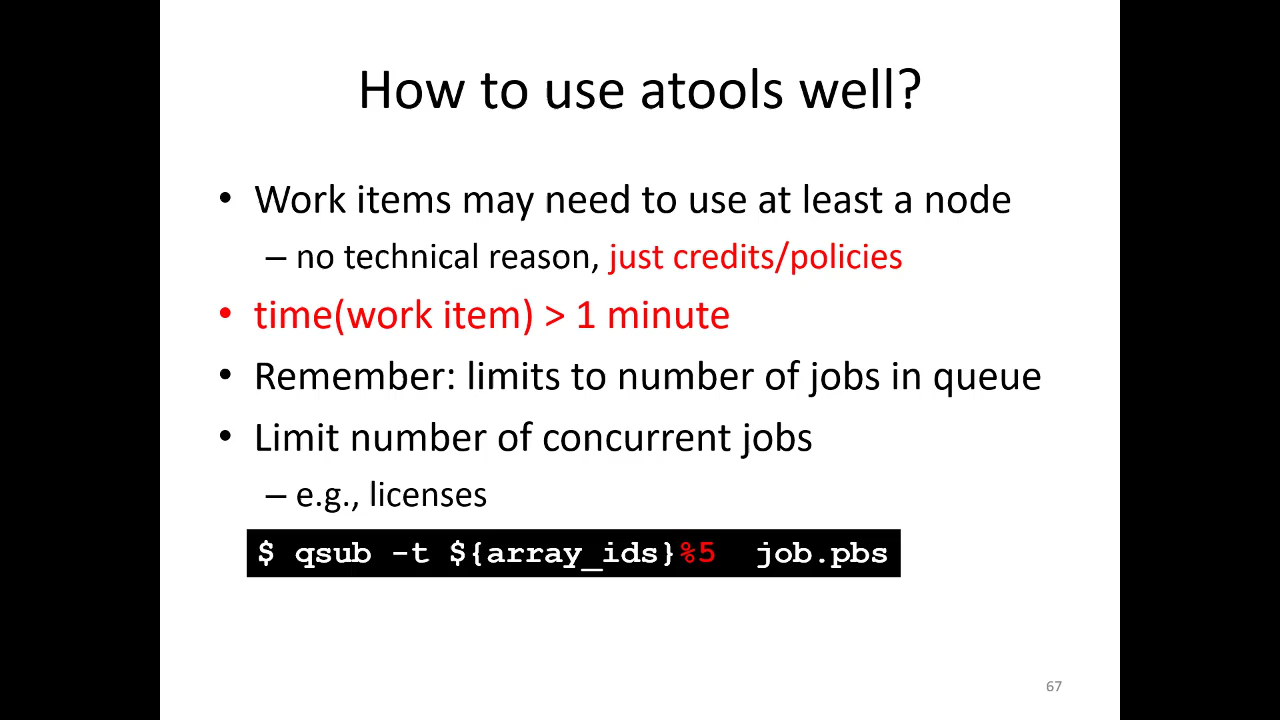 How to use atools well?
• Work items may need to use at least a node
– no technical reason, just credits/policies
• time(work item) > 1 minute
• Remember: limits to number of jobs in queue
• Limit number of concurrent jobs
– e.g., licenses
$ qsub -t ${array_ids}%5  job.pbs
67